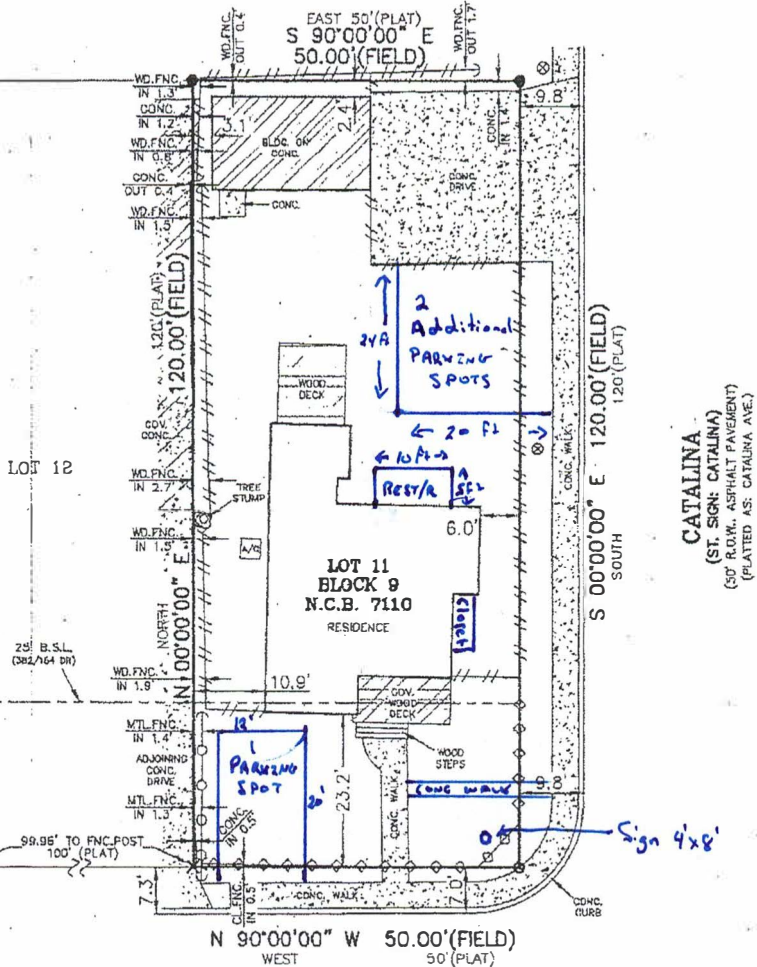 EAST 50'(PLAT)
S 90°00'00" E
50.00'(FIELD)
WD.FNC.
OUT 0.4'
WD.FNC.
OUT 1.7'
WD.FNC.
IN 1.3'
CONC.
IN 1.2'
3.1
WD.FNC.
IN 0.8'
CONC.
OUT 0.4'
WD.FNC.
IN 1.5'
BLDG. ON
CONC.
2.4'
CONC.
9.8'
CONC.
DRIVE
CONC.
120'(PLAT)
120.00'(FIELD)
2
Additional
PARKING
SPOTS
24ft
← 20 ft →
WOOD
DECK
COV.
CONC.
LOT 12
WD.FNC.
IN 2.7'
TREE
STUMP
WD.FNC.
IN 1.5'
A/C
← 10 ft →
REST/R
5ft
6.0'
CONC. WALK
120.00'(FIELD)
120'(PLAT)
S 00°00'00" E
SOUTH
CATALINA
(ST. SIGN: CATALINA)
(50' R.O.W., ASPHALT PAVEMENT)
(PLATTED AS: CATALINA AVE.)
LOT 11
BLOCK 9
N.C.B. 7110
RESIDENCE
Closet
NORTH
N 00°00'00" E
25' B.S.L.
(382/164 DR)
WD.FNC.
IN 1.9'
10.9'
COV.
WOOD
DECK
MTL.FNC.
IN 1.4'
ADJOINING
CONC.
DRIVE
MTL.FNC.
IN 1.3'
1
PARKING
SPOT
20'
23.2'
WOOD
STEPS
CONC. WALK
CONC WALK
9.8
Sign 4'x8'
CONC.
IN 0.5'
99.96' TO FNC.POST
100' (PLAT)
7.3'
CL.FNC.
IN 0.5'
CONC. WALK
7.0'
CONC.
CURB
N 90°00'00" W 50.00'(FIELD)
WEST 50'(PLAT)